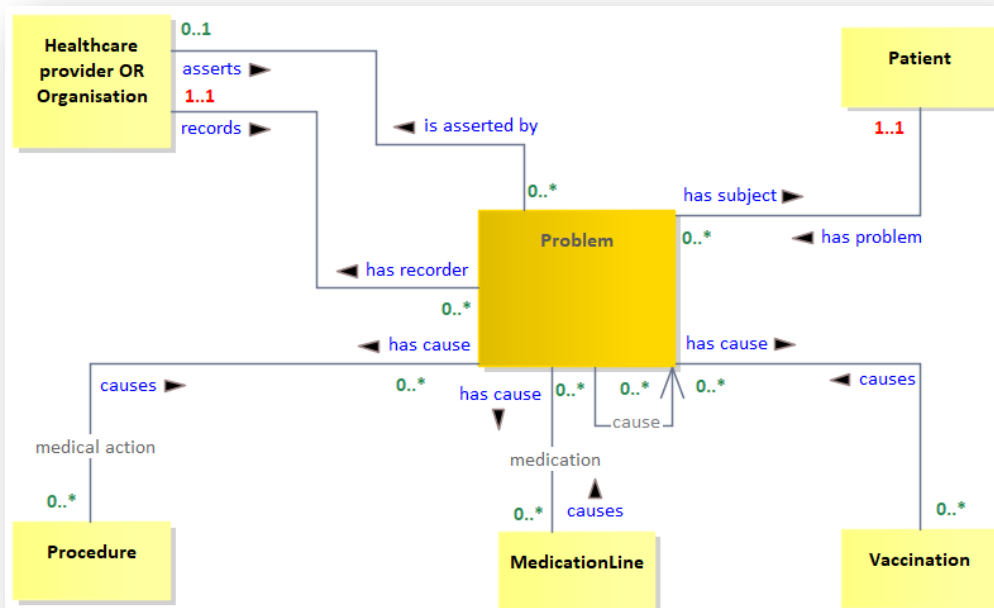 Healthcare
provider OR
Organisation
0..1
asserts
1..1
records
is asserted by
0..*
Patient
1..1
has subject
0..*
has problem
Problem
has recorder
0..*
has cause
causes
0..*
medical action
0..*
Procedure
has cause
0..*
medication
0..*
causes
MedicationLine
0..*
cause
has cause
0..*
causes
0..*
Vaccination